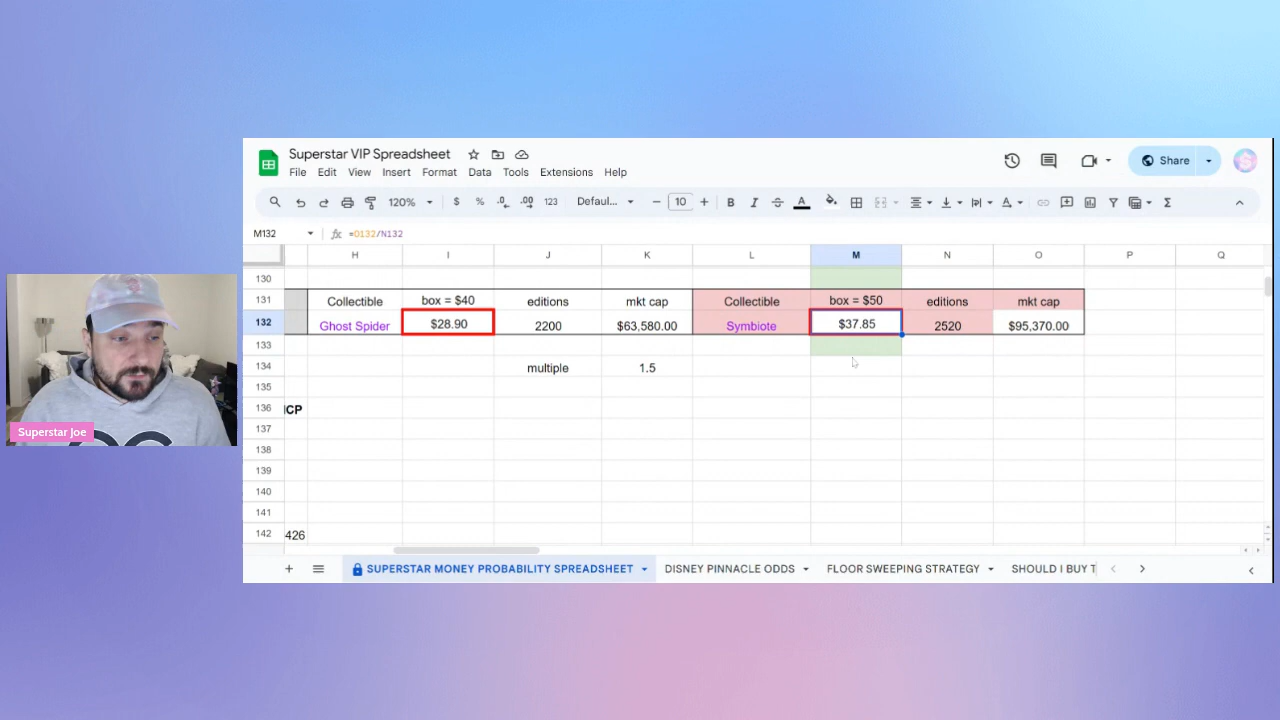 Superstar VIP Spreadsheet
File Edit View Insert Format Data Tools Extensions Help
Share
120% $ % .0 .00 123 Defaul... − 10 + B I A Σ
M132 fx =O132/N132
H I J K L M N O P Q
130
131 Collectible box = $40 editions mkt cap Collectible box = $50 editions mkt cap
132 Ghost Spider $28.90 2200 $63,580.00 Symbiote $37.85 2520 $95,370.00
133
134 multiple 1.5
135
136 CP
137
138
139
140
141
142 426
+ SUPERSTAR MONEY PROBABILITY SPREADSHEET DISNEY PINNACLE ODDS FLOOR SWEEPING STRATEGY SHOULD I BUY T
Superstar Joe